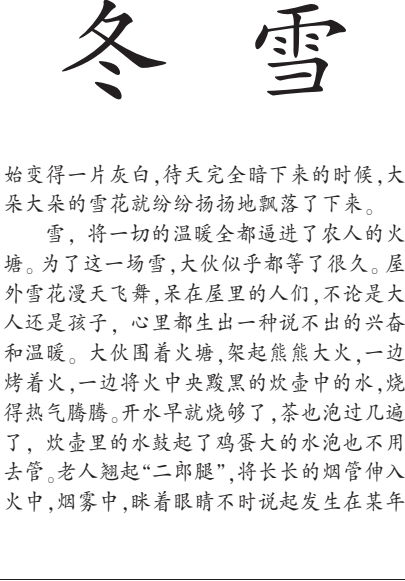 冬 雪
始变得一片灰白,待天完全暗下来的时候,大
朵大朵的雪花就纷纷扬扬地飘落了下来。
雪，将一切的温暖全都逼进了农人的火
塘。为了这一场雪,大伙似乎都等了很久。屋
外雪花漫天飞舞,呆在屋里的人们,不论是大
人还是孩子，心里都生出一种说不出的兴奋
和温暖。大伙围着火塘,架起熊熊大火,一边
烤着火,一边将火中央黢黑的炊壶中的水,烧
得热气腾腾。开水早就烧够了,茶也泡过几遍
了，炊壶里的水鼓起了鸡蛋大的水泡也不用
去管。老人翘起“二郎腿”,将长长的烟管伸入
火中,烟雾中,眯着眼睛不时说起发生在某年